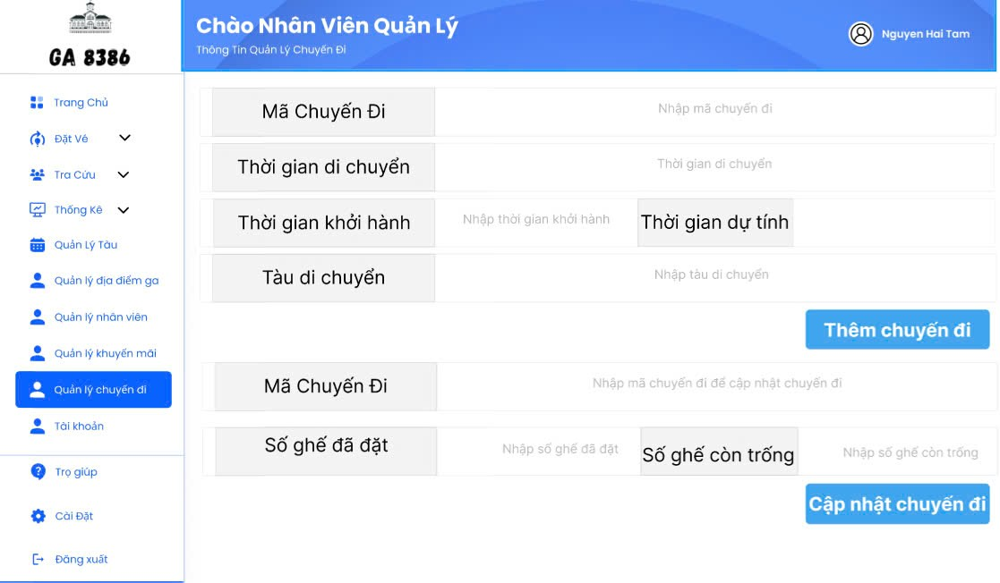 GA 8386
Chào Nhân Viên Quản Lý
Thông Tin Quản Lý Chuyến Đi
Nguyen Hai Tam
Trang Chủ
Đặt Vé
Tra Cứu
Thống Kê
Quản Lý Tàu
Quản lý địa điểm ga
Quản lý nhân viên
Quản lý khuyến mãi
Quản lý chuyến đi
Tài khoản
Trợ giúp
Cài Đặt
Đăng xuất
Mã Chuyến Đi Nhập mã chuyến đi
Thời gian di chuyển Thời gian di chuyển
Thời gian khởi hành Nhập thời gian khởi hành Thời gian dự tính
Tàu di chuyển Nhập tàu di chuyển
Thêm chuyến đi
Mã Chuyến Đi Nhập mã chuyến đi để cập nhật chuyến đi
Số ghế đã đặt Nhập số ghế đã đặt Số ghế còn trống Nhập số ghế còn trống
Cập nhật chuyến đi